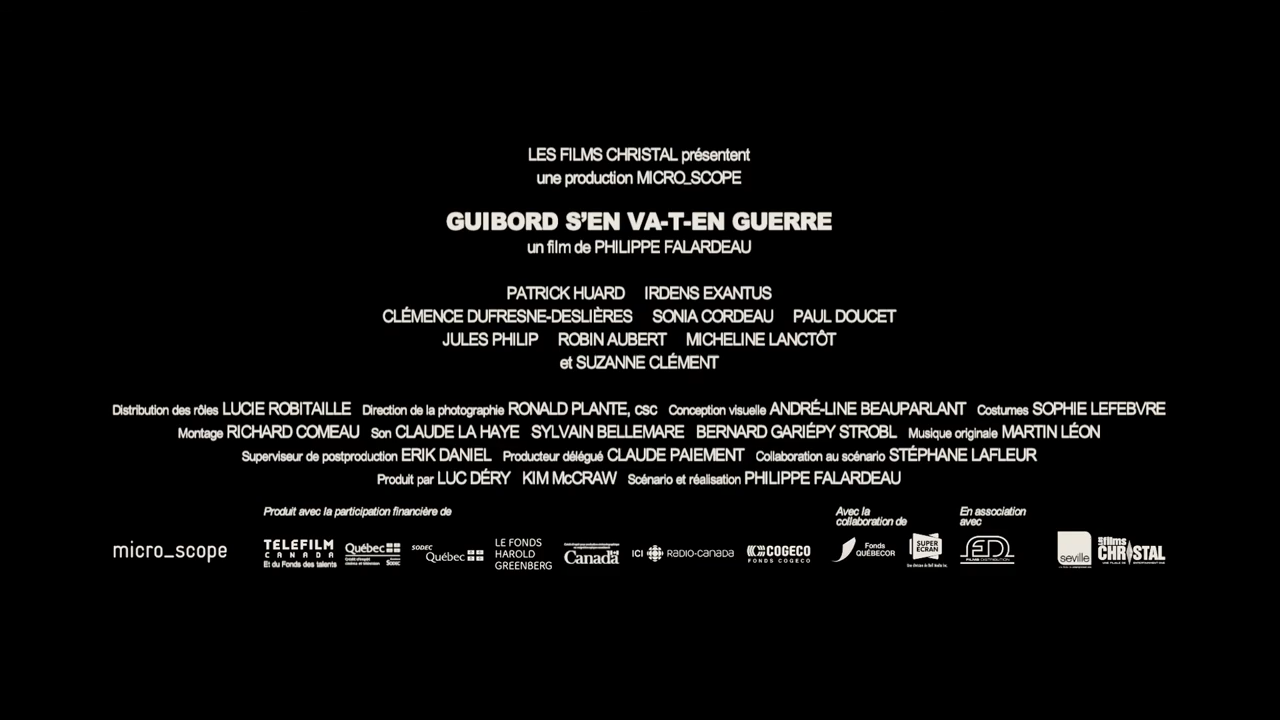 LES FILMS CHRISTAL présentent
une production MICRO_SCOPE
GUIBORD S'EN VA-T-EN GUERRE
un film de PHILIPPE FALARDEAU
PATRICK HUARD IRDENS EXANTUS
CLÉMENCE DUFRESNE-DESLIÈRES SONIA CORDEAU PAUL DOUCET
JULES PHILIP ROBIN AUBERT MICHELINE LANCTÔT
et SUZANNE CLÉMENT
Distribution des rôles LUCIE ROBITAILLE Direction de la photographie RONALD PLANTE, csc Conception visuelle ANDRÉ-LINE BEAUPARLANT Costumes SOPHIE LEFEBVRE
Montage RICHARD COMEAU Son CLAUDE LA HAYE SYLVAIN BELLEMARE BERNARD GARIÉPY STROBL Musique originale MARTIN LÉON
Superviseur de postproduction ERIK DANIEL Producteur délégué CLAUDE PAIEMENT Collaboration au scénario STÉPHANE LAFLEUR
Produit par LUC DÉRY KIM McCRAW Scénario et réalisation PHILIPPE FALARDEAU
Produit avec la participation financière de
micro_scope
TELEFILM
CANADA
Et du Fonds des talents
Québec
SODEC
SODEC
Québec
LE FONDS
HAROLD
GREENBERG
Canada
ICI RADIO-CANADA
COGECO
FONDS COGECO
Avec la
collaboration de
Fonds
QUÉBECOR
SUPER
ÉCRAN
En association
avec
FD
FILMS DISTRIBUTION
seville
les films
CHRISTAL